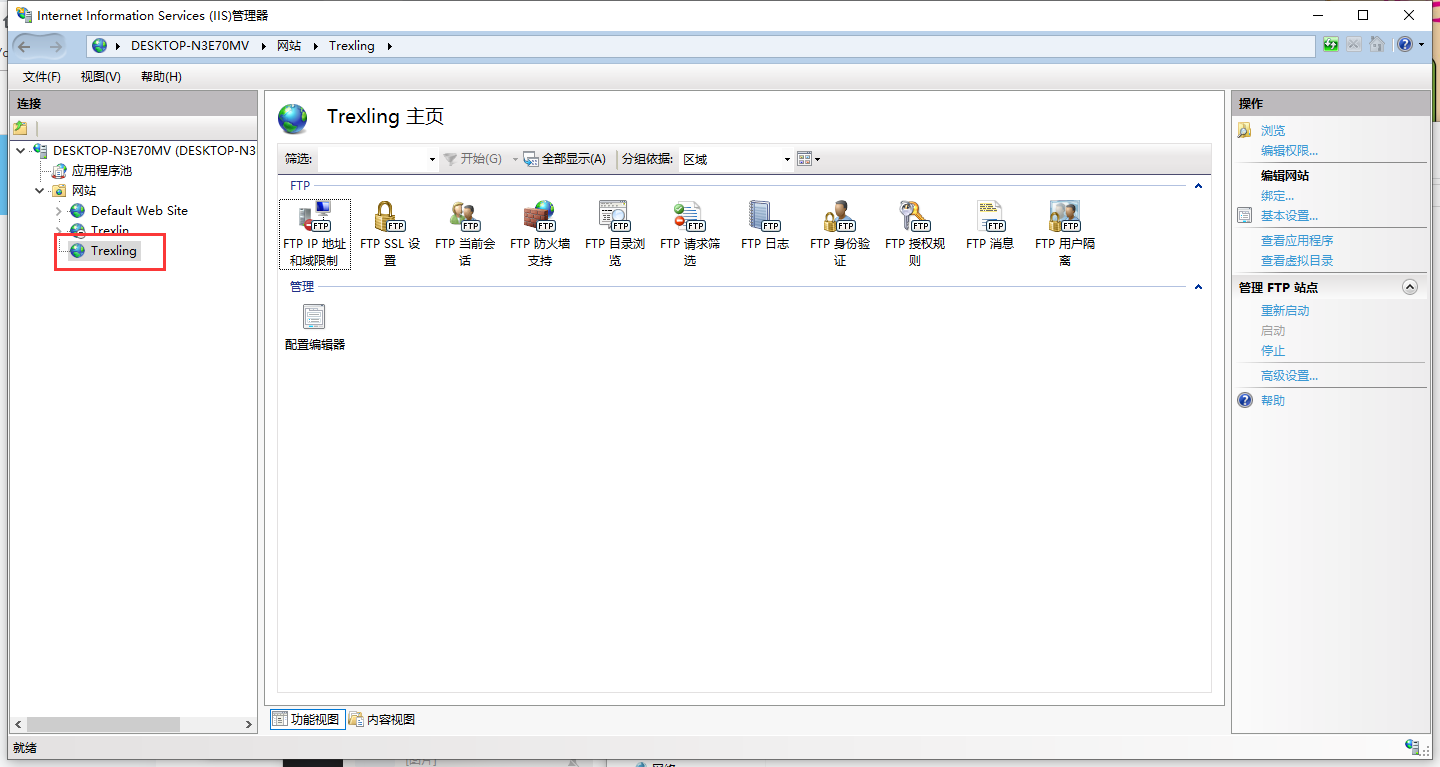 Internet Information Services (IIS)管理器
DESKTOP-N3E70MV 网站 Trexling
文件(F) 视图(V) 帮助(H)
连接
DESKTOP-N3E70MV (DESKTOP-N3
应用程序池
网站
Default Web Site
Trexlin
Trexling
Trexling 主页
筛选: 开始(G) 全部显示(A) 分组依据: 区域
FTP
FTP IP 地址
和域限制
FTP SSL 设
置
FTP 当前会
话
FTP 防火墙
支持
FTP 目录浏
览
FTP 请求筛
选
FTP 日志
FTP 身份验
证
FTP 授权规
则
FTP 消息
FTP 用户隔
离
管理
配置编辑器
功能视图 内容视图
操作
浏览
编辑权限...
编辑网站
绑定...
基本设置...
查看应用程序
查看虚拟目录
管理 FTP 站点
重新启动
启动
停止
高级设置...
帮助
就绪